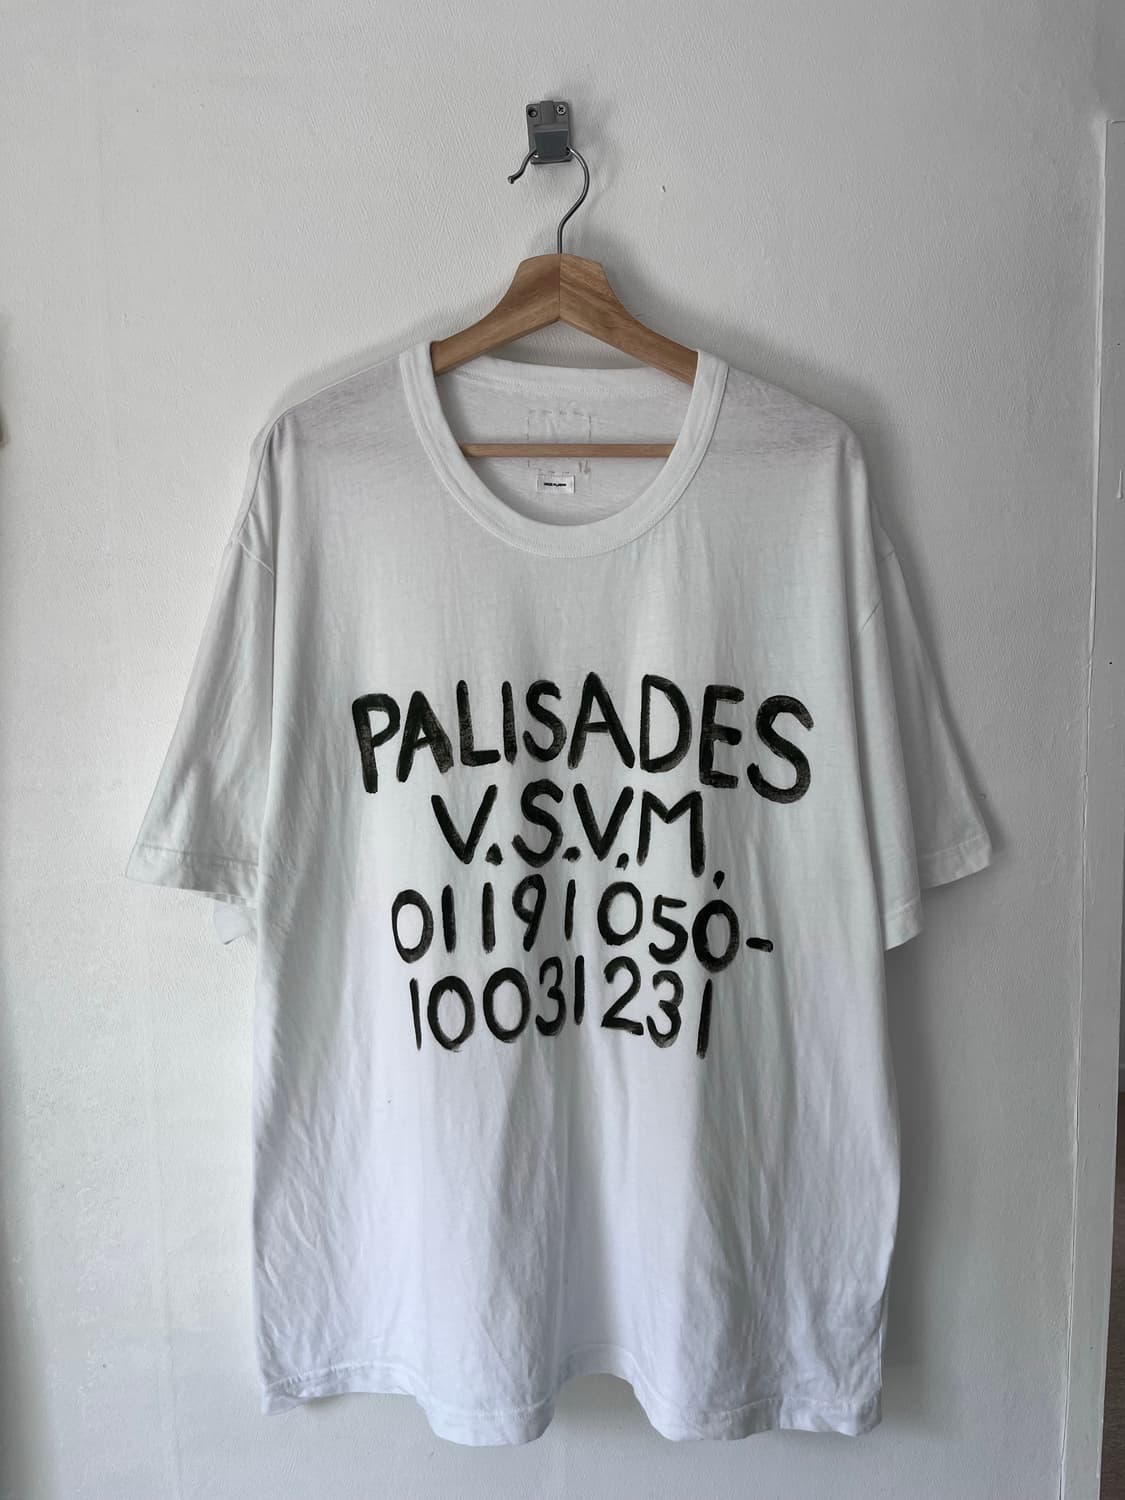 PALISADES
V.S.V.M.
01191050-
10031231